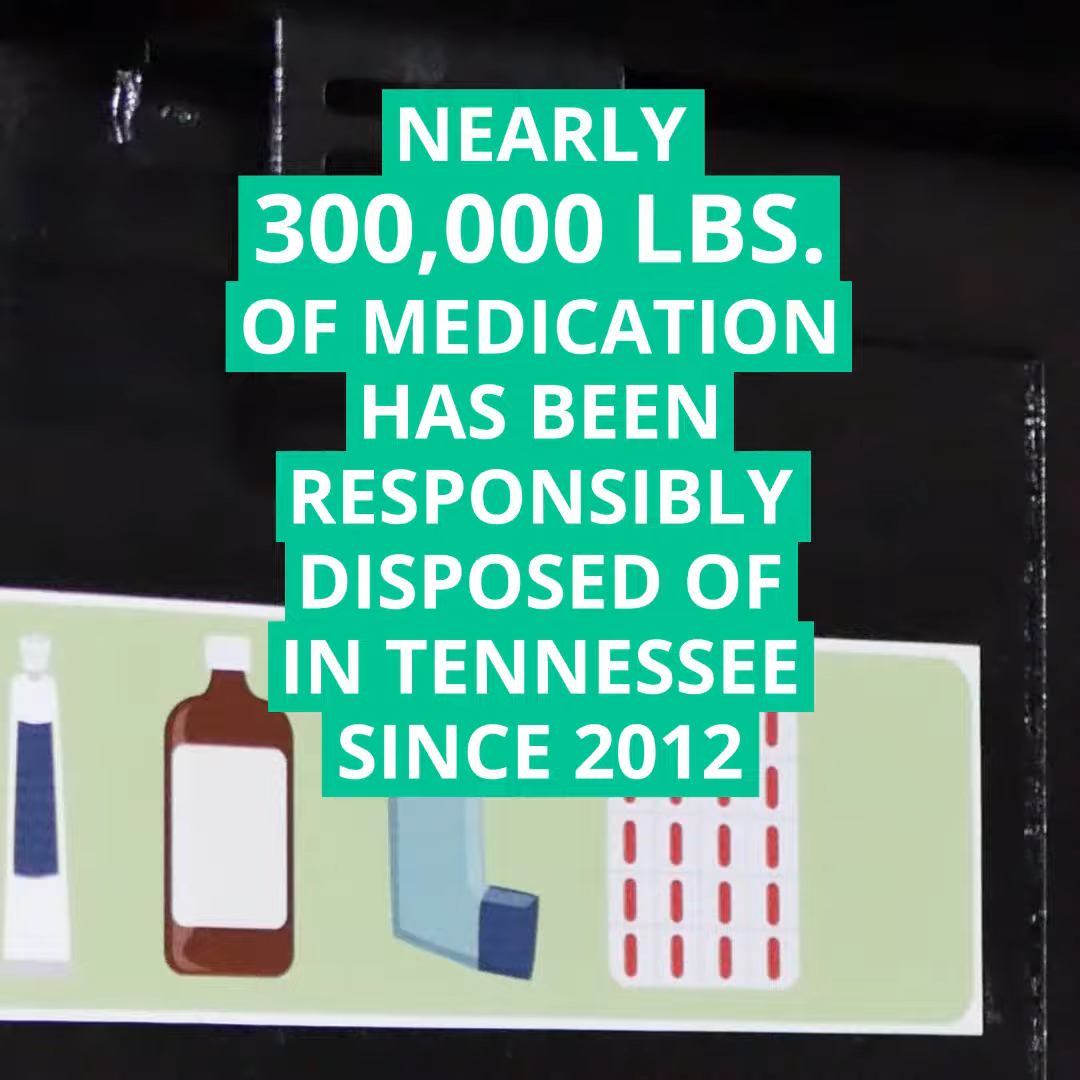 NEARLY
300,000 LBS.
OF MEDICATION
HAS BEEN
RESPONSIBLY
DISPOSED OF
IN TENNESSEE
SINCE 2012